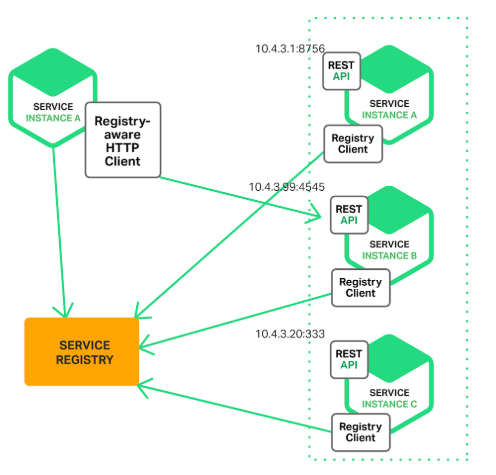 10.4.3.1:8756
REST
API
SERVICE
INSTANCE A
Registry
Client
SERVICE
INSTANCE A
Registry-
aware
HTTP
Client
10.4.3.99:4545
REST
API
SERVICE
INSTANCE B
Registry
Client
SERVICE
REGISTRY
10.4.3.20:333
REST
API
SERVICE
INSTANCE C
Registry
Client